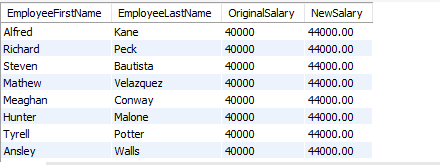 EmployeeFirstName EmployeeLastName OriginalSalary NewSalary
Alfred Kane 40000 44000.00
Richard Peck 40000 44000.00
Steven Bautista 40000 44000.00
Mathew Velazquez 40000 44000.00
Meaghan Conway 40000 44000.00
Hunter Malone 40000 44000.00
Tyrell Potter 40000 44000.00
Ansley Walls 40000 44000.00